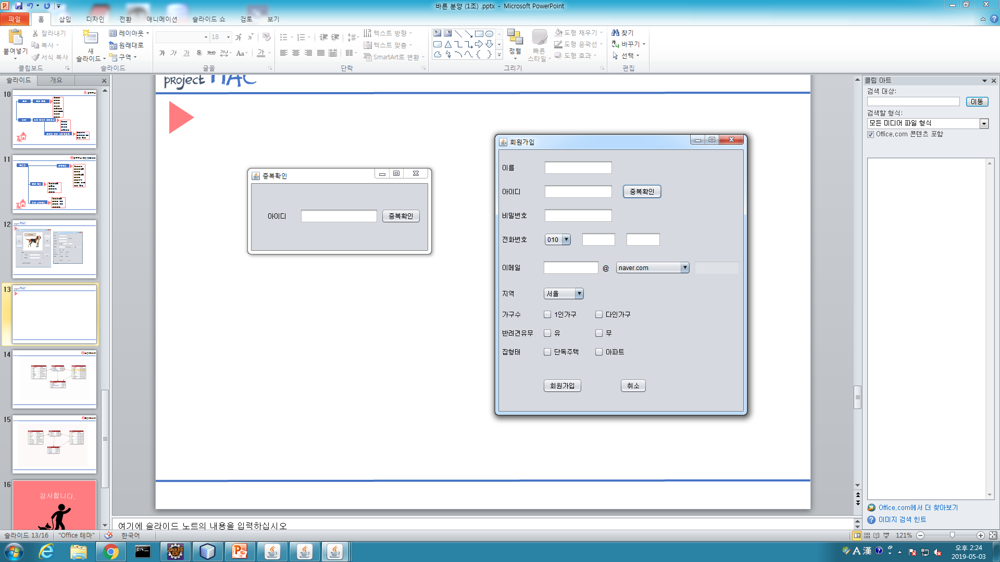 바른 분양 (1조) .pptx - Microsoft PowerPoint
파일 홈 삽입 디자인 전환 애니메이션 슬라이드 쇼 검토 보기
붙여넣기 잘라내기 복사 서식 복사
새 슬라이드 레이아웃 원래대로 구역
18
가 가 가 S 가나 Aa 가
텍스트 방향 텍스트 맞춤 SmartArt로 변환
정렬 빠른 스타일 도형 채우기 도형 윤곽선 도형 효과
찾기 바꾸기 선택
클립보드 슬라이드 글꼴 단락 그리기 편집
슬라이드 개요
10
11
12
13
14
15
16
감사합니다.
project MAC
중복확인
아이디 중복확인
회원가입
이름
아이디 중복확인
비밀번호
전화번호 010
이메일 @ naver.com
지역 서울
가구수 1인가구 다인가구
반려견유무 유 무
집형태 단독주택 아파트
회원가입 취소
클립 아트
검색 대상:
이동
검색할 형식:
모든 미디어 파일 형식
Office.com 콘텐츠 포함
Office.com에서 더 찾아보기
이미지 검색 힌트
여기에 슬라이드 노트의 내용을 입력하십시오
슬라이드 13/16 "Office 테마" 한국어 121%
Java EE IDE
A 漢
오후 2:24
2019-05-03